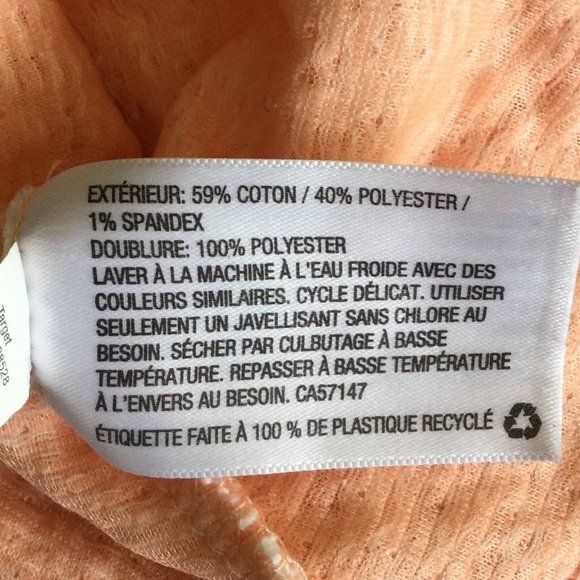 EXTÉRIEUR: 59% COTON / 40% POLYESTER /
1% SPANDEX
DOUBLURE: 100% POLYESTER
LAVER À LA MACHINE À L'EAU FROIDE AVEC DES
COULEURS SIMILAIRES. CYCLE DÉLICAT. UTILISER
SEULEMENT UN JAVELLISANT SANS CHLORE AU
BESOIN. SÉCHER PAR CULBUTAGE À BASSE
TEMPÉRATURE. REPASSER À BASSE TEMPÉRATURE
À L'ENVERS AU BESOIN. CA57147
ÉTIQUETTE FAITE À 100 % DE PLASTIQUE RECYCLÉ
Target